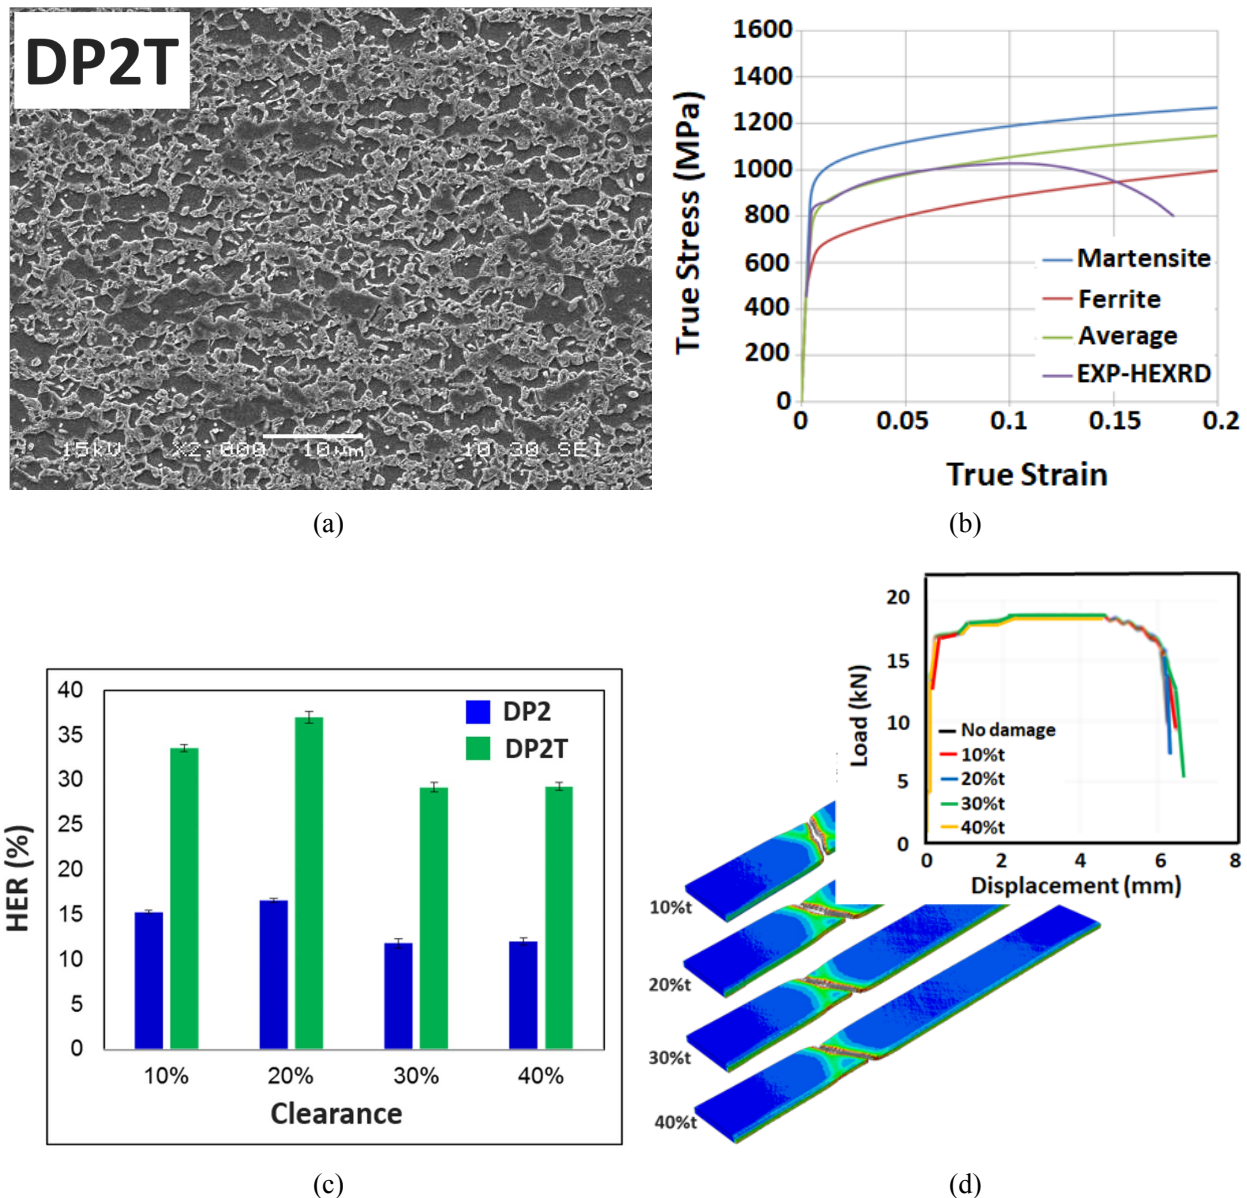 DP2T
15kU X2,000 10μm 10 30 SEI
(a)
1600
1400
1200
1000
800
600
400
200
0
0 0.05 0.1 0.15 0.2
True Stress (MPa)
True Strain
Martensite
Ferrite
Average
EXP-HEXRD
(b)
40
35
30
25
20
15
10
5
0
HER (%)
DP2
DP2T
10% 20% 30% 40%
Clearance
(c)
20
15
10
5
0
Load (kN)
No damage
10%t
20%t
30%t
40%t
0 2 4 6 8
Displacement (mm)
10%t
20%t
30%t
40%t
(d)